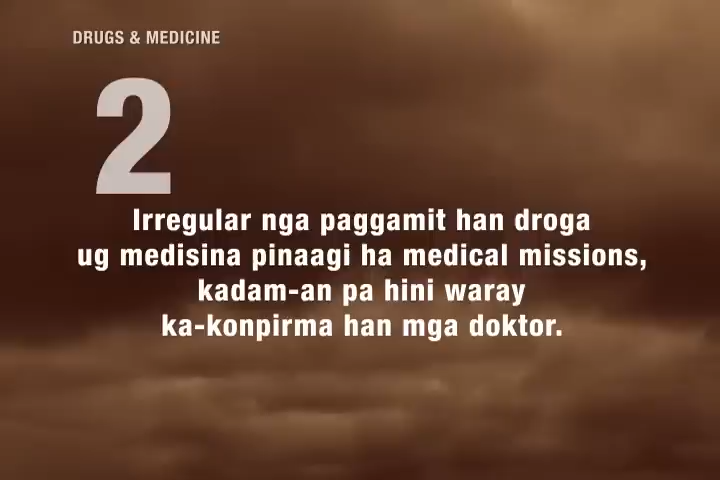 DRUGS & MEDICINE
2
Irregular nga paggamit han droga
ug medisina pinaagi ha medical missions,
kadam-an pa hini waray
ka-konpirma han mga doktor.